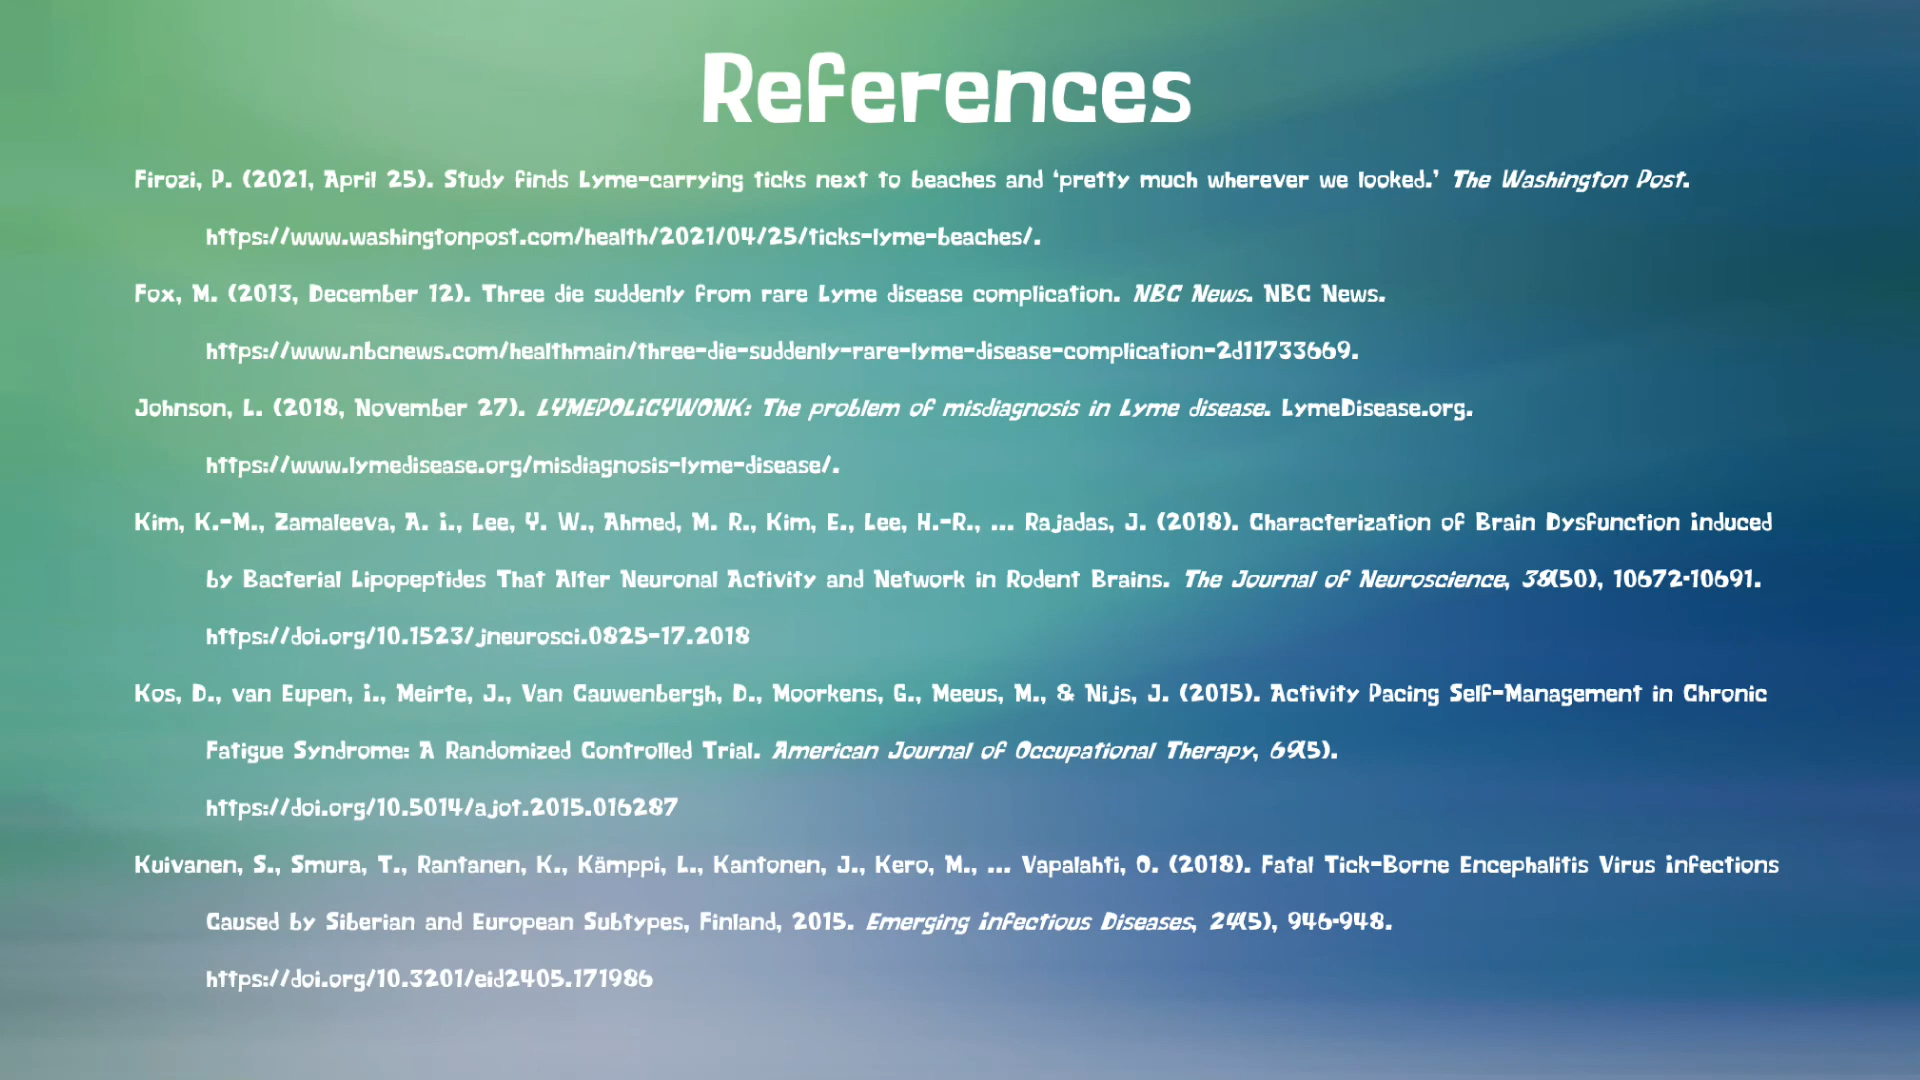 References
Firozi, P. (2021, April 25). Study finds Lyme-carrying ticks next to beaches and ‘pretty much wherever we looked.’ The Washington Post.
https://www.washingtonpost.com/health/2021/04/25/ticks-lyme-beaches/.
Fox, M. (2013, December 12). Three die suddenly from rare Lyme disease complication. NBC News. NBC News.
https://www.nbcnews.com/healthmain/three-die-suddenly-rare-lyme-disease-complication-2d11733669.
Johnson, L. (2018, November 27). LYMEPOLICYWONK: The problem of misdiagnosis in Lyme disease. LymeDisease.org.
https://www.lymedisease.org/misdiagnosis-lyme-disease/.
Kim, K.-M., Zamaleeva, A. I., Lee, Y. W., Ahmed, M. R., Kim, E., Lee, H.-R., ... Rajadas, J. (2018). Characterization of Brain Dysfunction Induced
by Bacterial Lipopeptides That Alter Neuronal Activity and Network in Rodent Brains. The Journal of Neuroscience, 38(50), 10672-10691.
https://doi.org/10.1523/jneurosci.0825-17.2018
Kos, D., van Eupen, I., Meirte, J., Van Cauwenbergh, D., Moorkens, G., Meeus, M., & Nijs, J. (2015). Activity Pacing Self-Management in Chronic
Fatigue Syndrome: A Randomized Controlled Trial. American Journal of Occupational Therapy, 69(5).
https://doi.org/10.5014/ajot.2015.016287
Kuivanen, S., Smura, T., Rantanen, K., Kämppi, L., Kantonen, J., Kero, M., ... Vapalahti, O. (2018). Fatal Tick-Borne Encephalitis Virus Infections
Caused by Siberian and European Subtypes, Finland, 2015. Emerging Infectious Diseases, 24(5), 946-948.
https://doi.org/10.3201/eid2405.171986